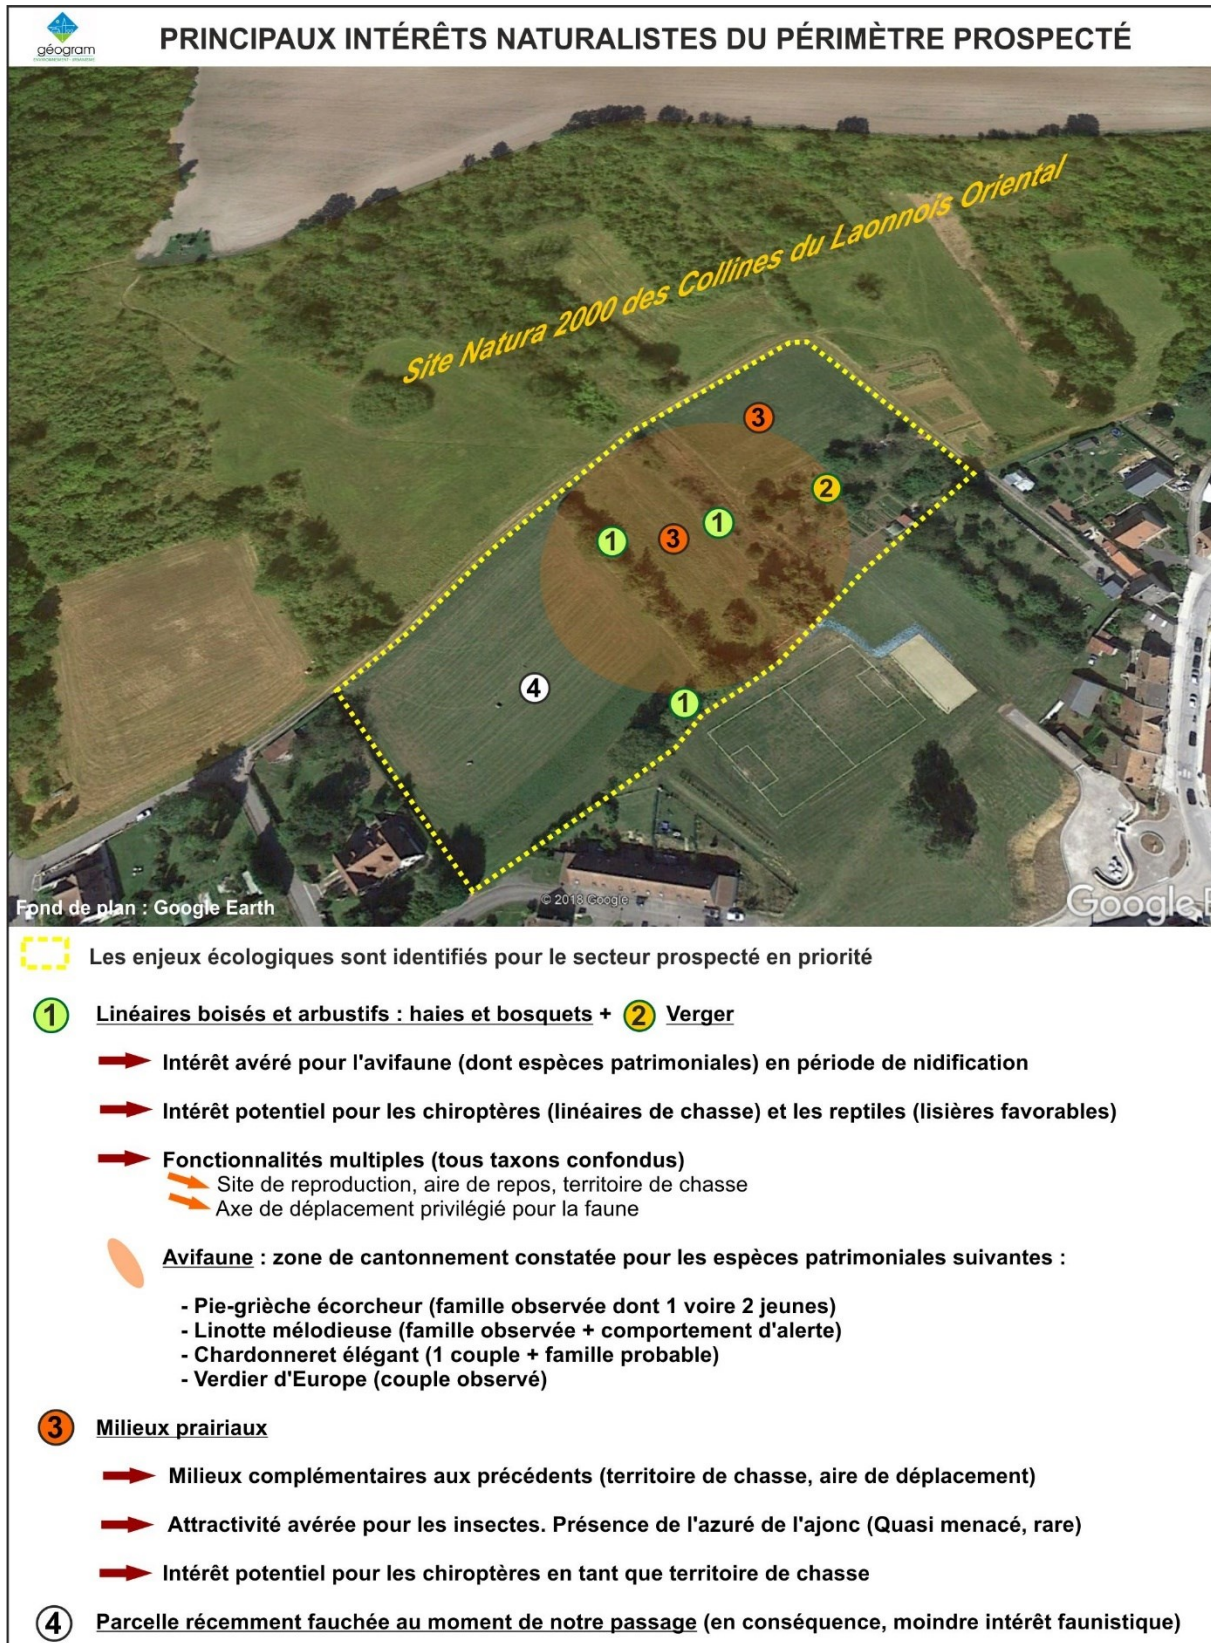 géogram
PRINCIPAUX INTÉRÊTS NATURALISTES DU PÉRIMÈTRE PROSPECTÉ
Site Natura 2000 des Collines du Laonnois Oriental
3
2
1
3
1
4
1
© 2018 Google
Fond de plan : Google Earth
Google E
Les enjeux écologiques sont identifiés pour le secteur prospecté en priorité
1 Linéaires boisés et arbustifs : haies et bosquets + 2 Verger
Intérêt avéré pour l'avifaune (dont espèces patrimoniales) en période de nidification
Intérêt potentiel pour les chiroptères (linéaires de chasse) et les reptiles (lisières favorables)
Fonctionnalités multiples (tous taxons confondus)
Site de reproduction, aire de repos, territoire de chasse
Axe de déplacement privilégié pour la faune
Avifaune : zone de cantonnement constatée pour les espèces patrimoniales suivantes :
- Pie-grièche écorcheur (famille observée dont 1 voire 2 jeunes)
- Linotte mélodieuse (famille observée + comportement d'alerte)
- Chardonneret élégant (1 couple + famille probable)
- Verdier d'Europe (couple observé)
3 Milieux prairiaux
Milieux complémentaires aux précédents (territoire de chasse, aire de déplacement)
Attractivité avérée pour les insectes. Présence de l'azuré de l'ajonc (Quasi menacé, rare)
Intérêt potentiel pour les chiroptères en tant que territoire de chasse
4 Parcelle récemment fauchée au moment de notre passage (en conséquence, moindre intérêt faunistique)